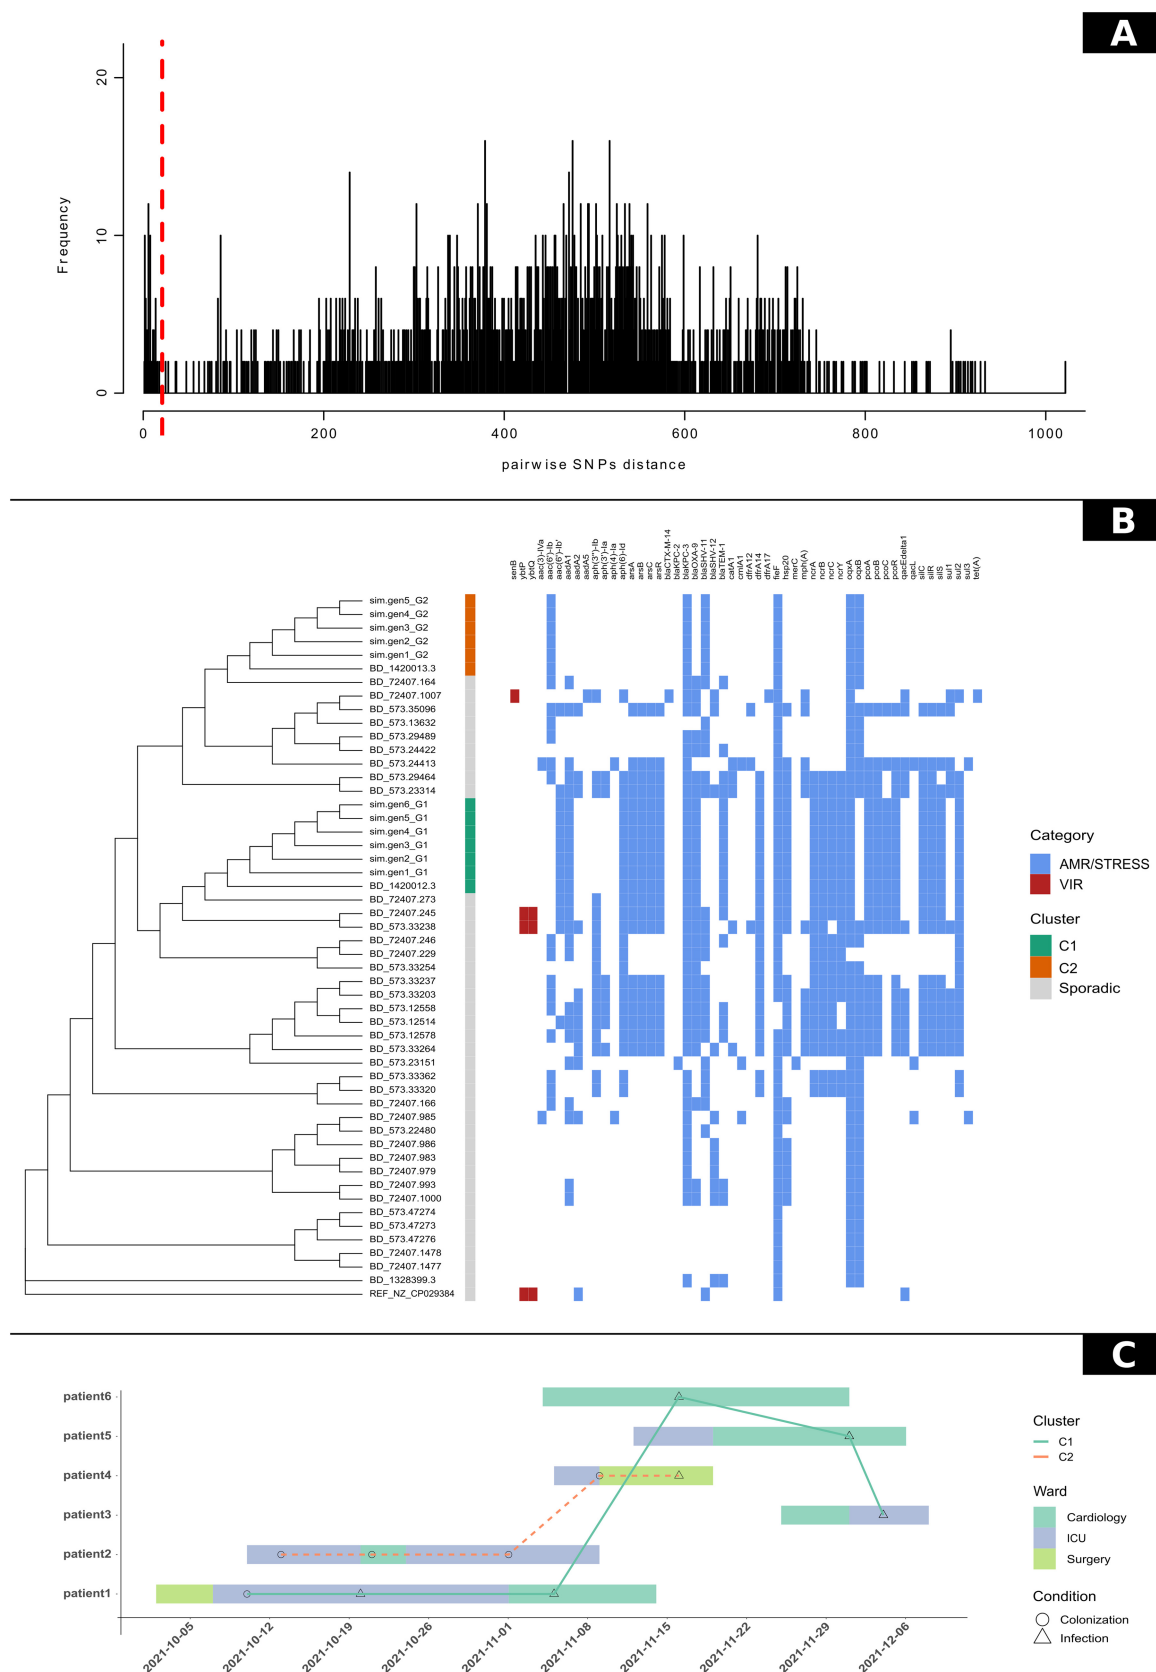 A
Frequency
20
10
0
0 200 400 600 800 1000
pairwise SNPs distance
B
senB ybtP ybtQ aac(3)-IVa aac(6')-Ib aac(6')-Ib' aadA1 aadA2 aadA5 aph(3'')-Ib aph(3')-Ia aph(4)-Ia aph(6)-Id arsA arsB arsC arsR blaCTX-M-14 blaKPC-2 blaKPC-3 blaOXA-9 blaSHV-11 blaSHV-12 blaTEM-1 catA1 cmlA1 dfrA12 dfrA14 dfrA17 fieF hsp20 merC mph(A) ncrA ncrB ncrC ncrY oqxA oqxB pcoA pcoB pcoC pcoR qacEdelta1 qacL silC silR silS sul1 sul2 sul3 tet(A)
sim.gen5_G2
sim.gen4_G2
sim.gen3_G2
sim.gen2_G2
sim.gen1_G2
BD_1420013.3
BD_72407.164
BD_72407.1007
BD_573.35096
BD_573.13632
BD_573.29489
BD_573.24422
BD_573.24413
BD_573.29464
BD_573.23314
sim.gen6_G1
sim.gen5_G1
sim.gen4_G1
sim.gen3_G1
sim.gen2_G1
sim.gen1_G1
BD_1420012.3
BD_72407.273
BD_72407.245
BD_573.33238
BD_72407.246
BD_72407.229
BD_573.33254
BD_573.33237
BD_573.33203
BD_573.12558
BD_573.12514
BD_573.12578
BD_573.33264
BD_573.23151
BD_573.33362
BD_573.33320
BD_72407.166
BD_72407.985
BD_573.22480
BD_72407.986
BD_72407.983
BD_72407.979
BD_72407.993
BD_72407.1000
BD_573.47274
BD_573.47273
BD_573.47276
BD_72407.1478
BD_72407.1477
BD_1328399.3
REF_NZ_CP029384
Category
AMR/STRESS
VIR
Cluster
C1
C2
Sporadic
C
patient6
patient5
patient4
patient3
patient2
patient1
2021-10-05 2021-10-12 2021-10-19 2021-10-26 2021-11-01 2021-11-08 2021-11-15 2021-11-22 2021-11-29 2021-12-06
Cluster
C1
C2
Ward
Cardiology
ICU
Surgery
Condition
Colonization
Infection